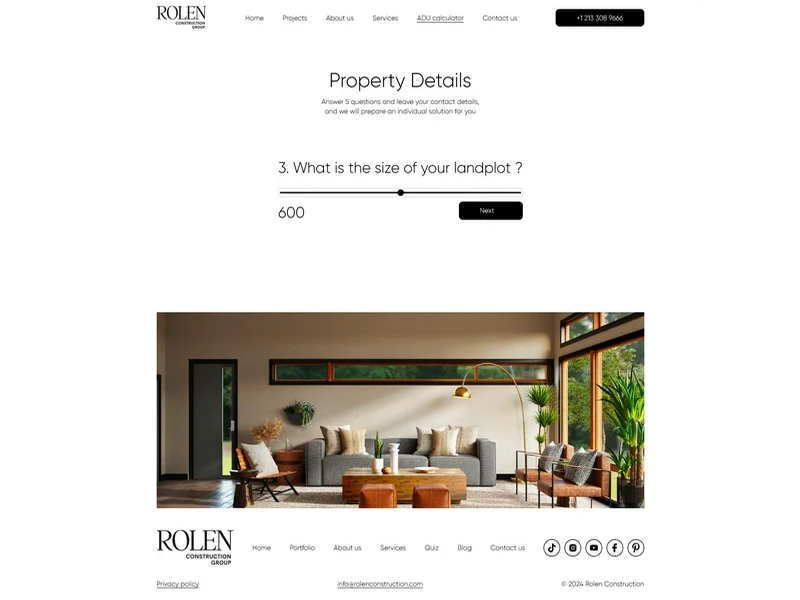 ROLEN
CONSTRUCTION
GROUP
Home Projects About us Services ADU calculator Contact us
+1 213 308 9666
Property Details
Answer 5 questions and leave your contact details,
and we will prepare an individual solution for you
3. What is the size of your landplot ?
600
Next
ROLEN
CONSTRUCTION
GROUP
Home Portfolio About us Services Quiz Blog Contact us
Privacy policy
info@rolenconstruction.com
© 2024 Rolen Construction